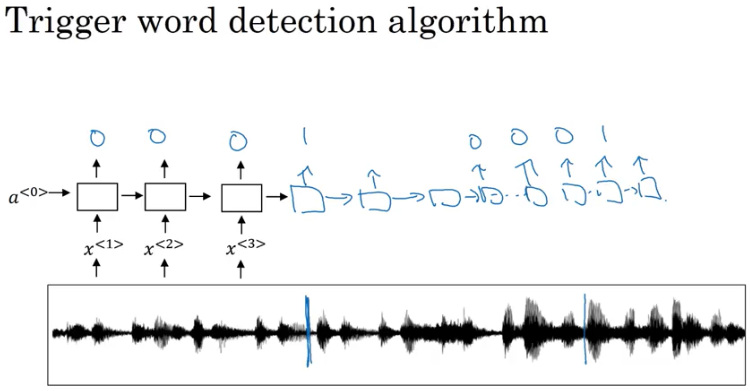 Trigger word detection algorithm
0 0 0 1 0 0 0 1
a<0>
x<1> x<2> x<3>